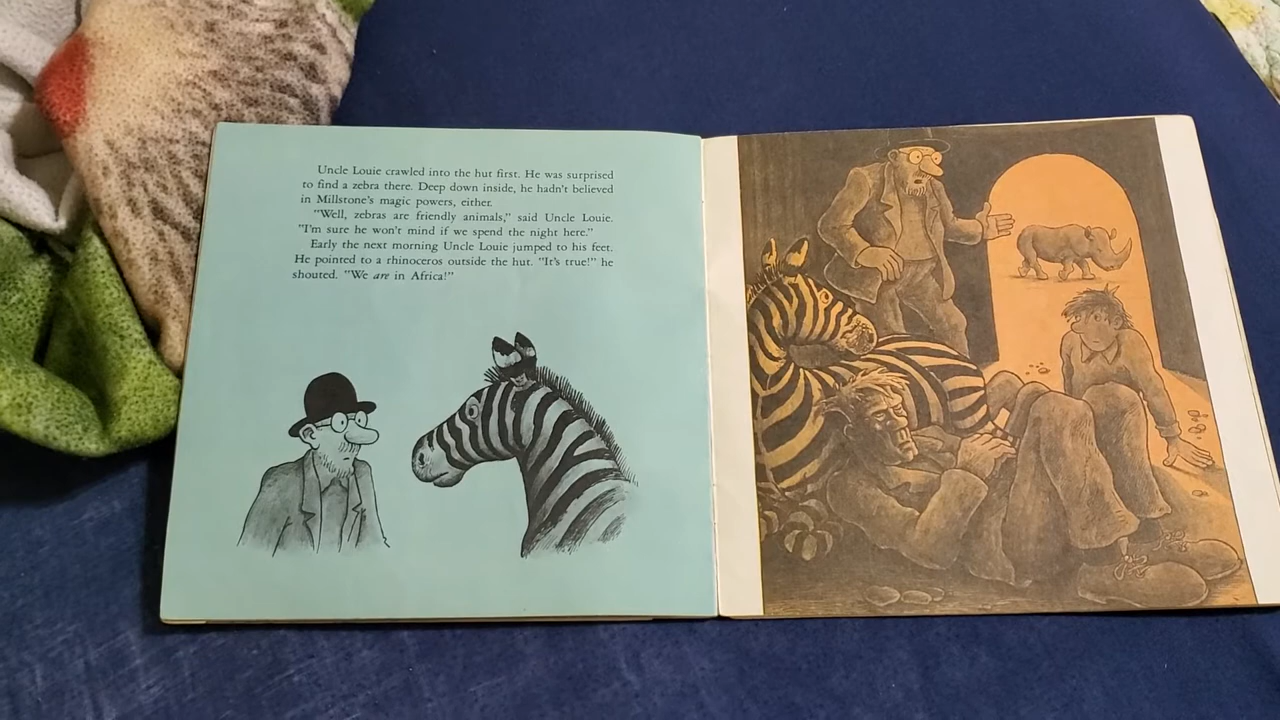 Uncle Louie crawled into the hut first. He was surprised
to find a zebra there. Deep down inside, he hadn't believed
in Millstone's magic powers, either.
"Well, zebras are friendly animals," said Uncle Louie.
"I'm sure he won't mind if we spend the night here."
Early the next morning Uncle Louie jumped to his feet.
He pointed to a rhinoceros outside the hut. "It's true!" he
shouted. "We are in Africa!"